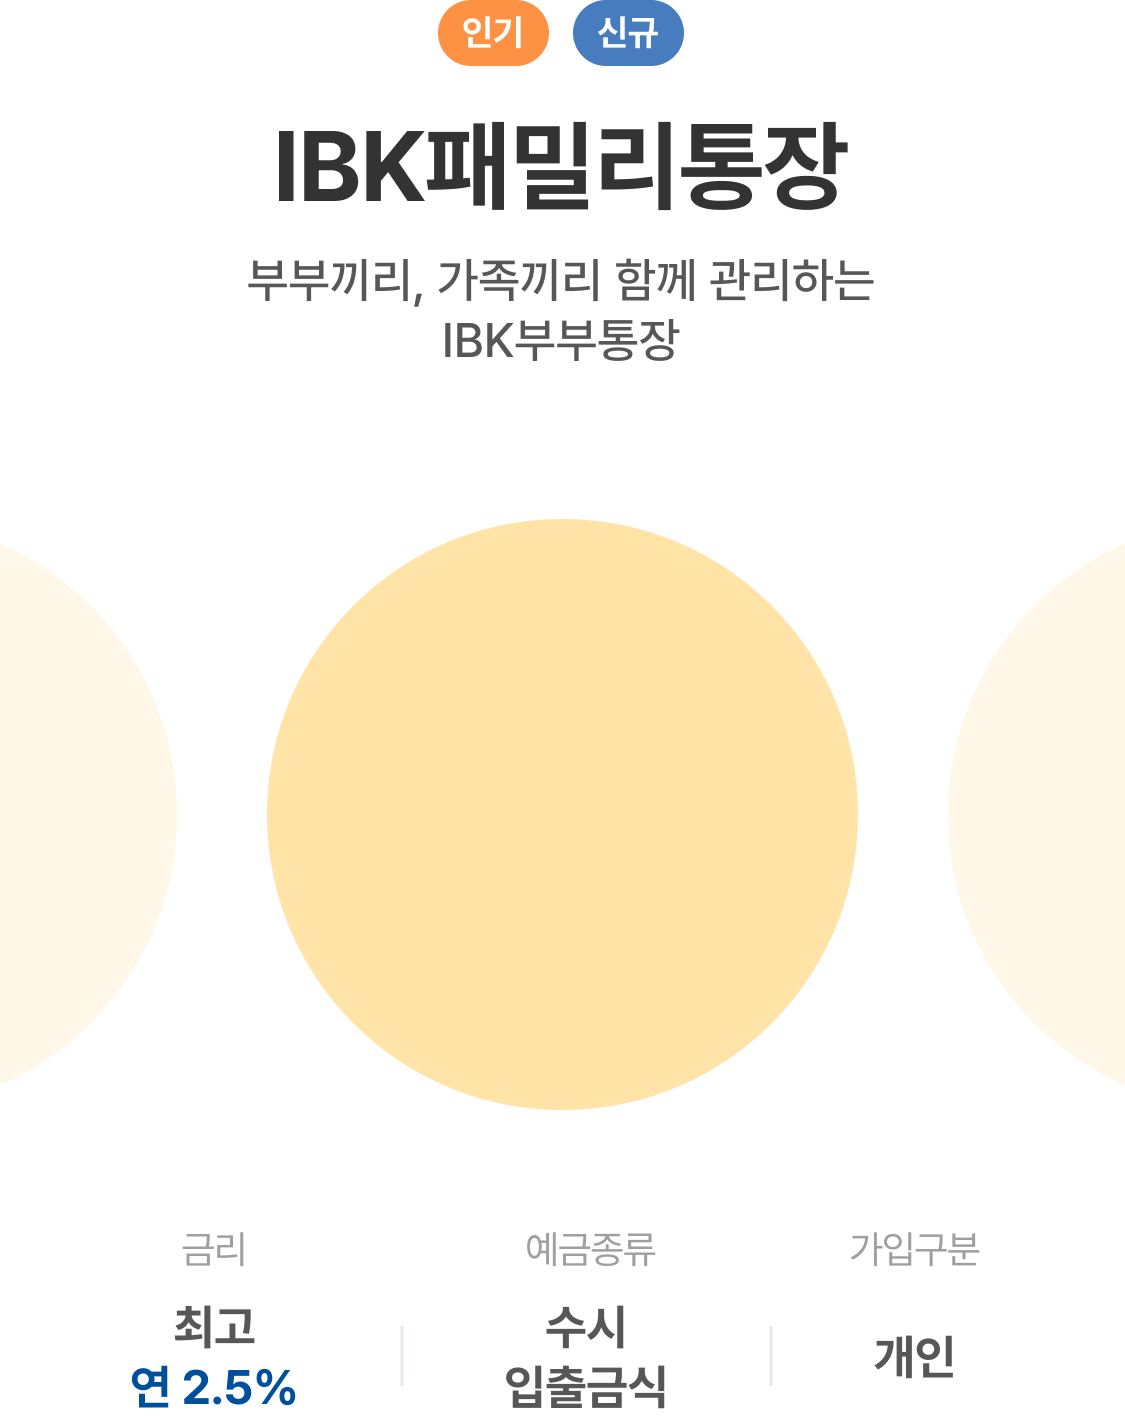 인기 신규
IBK패밀리통장
부부끼리, 가족끼리 함께 관리하는
IBK부부통장
금리 예금종류 가입구분
최고 수시 개인
연 2.5% 입출금식